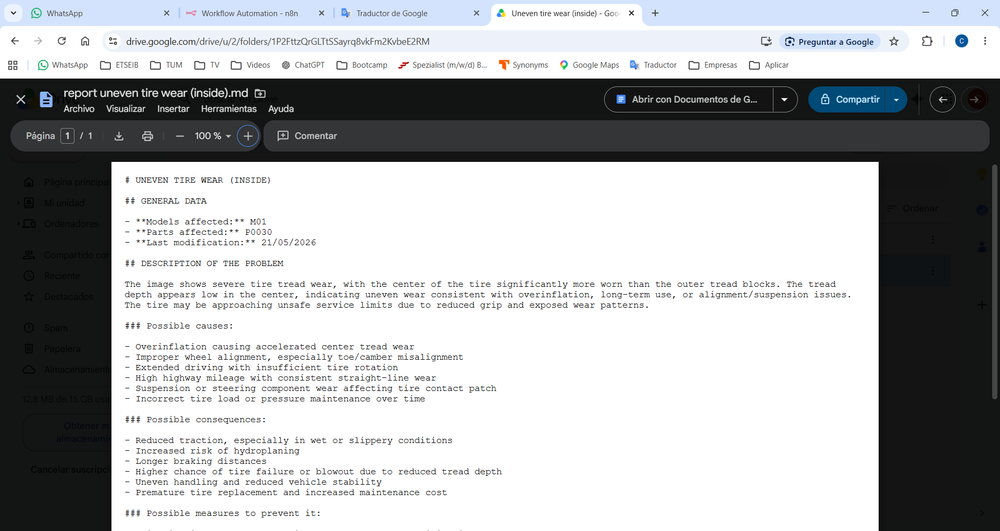 WhatsApp
Workflow Automation - n8n
Traductor de Google
Uneven tire wear (inside) - Goo
drive.google.com/drive/u/2/folders/1P2FttzQrGLTtSSayrq8vkFm2KvbeE2RM
Preguntar a Google
C
WhatsApp
ETSEIB
TUM
TV
Videos
ChatGPT
Bootcamp
Spezialist (m/w/d) B...
Synonyms
Google Maps
Traductor
Empresas
Aplicar
report uneven tire wear (inside).md
Archivo
Visualizar
Insertar
Herramientas
Ayuda
Abrir con Documentos de G...
Compartir
Página 1 / 1
100 %
Comentar
Página principal
Mi unidad
Ordenadores
Compartido con
Reciente
Destacados
Spam
Papelera
Almacenamiento
12,8 MB de 15 GB usa
Obtener m
almacenamie
Cancelar suscripci
Ordenar
# UNEVEN TIRE WEAR (INSIDE)
## GENERAL DATA
- **Models affected:** M01
- **Parts affected:** P0030
- **Last modification:** 21/05/2026
## DESCRIPTION OF THE PROBLEM
The image shows severe tire tread wear, with the center of the tire significantly more worn than the outer tread blocks. The tread
depth appears low in the center, indicating uneven wear consistent with overinflation, long-term use, or alignment/suspension issues.
The tire may be approaching unsafe service limits due to reduced grip and exposed wear patterns.
### Possible causes:
- Overinflation causing accelerated center tread wear
- Improper wheel alignment, especially toe/camber misalignment
- Extended driving with insufficient tire rotation
- High highway mileage with consistent straight-line wear
- Suspension or steering component wear affecting tire contact patch
- Incorrect tire load or pressure maintenance over time
### Possible consequences:
- Reduced traction, especially in wet or slippery conditions
- Increased risk of hydroplaning
- Longer braking distances
- Higher chance of tire failure or blowout due to reduced tread depth
- Uneven handling and reduced vehicle stability
- Premature tire replacement and increased maintenance cost
### Possible measures to prevent it: